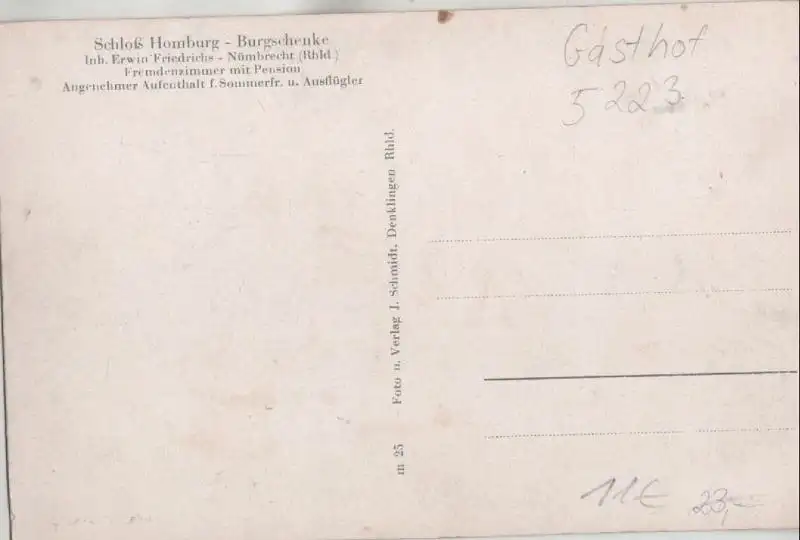 Schloß Homburg - Burgschenke
Inh. Erwin Friedrichs - Nümbrecht (Rhld.)
Fremdenzimmer mit Pension
Angenehmer Aufenthalt f. Sommerfr. u. Ausflügler
Gasthof
5223
m 25 Foto u. Verlag J. Schmidt, Denklingen Rhld.
11€ 23,-